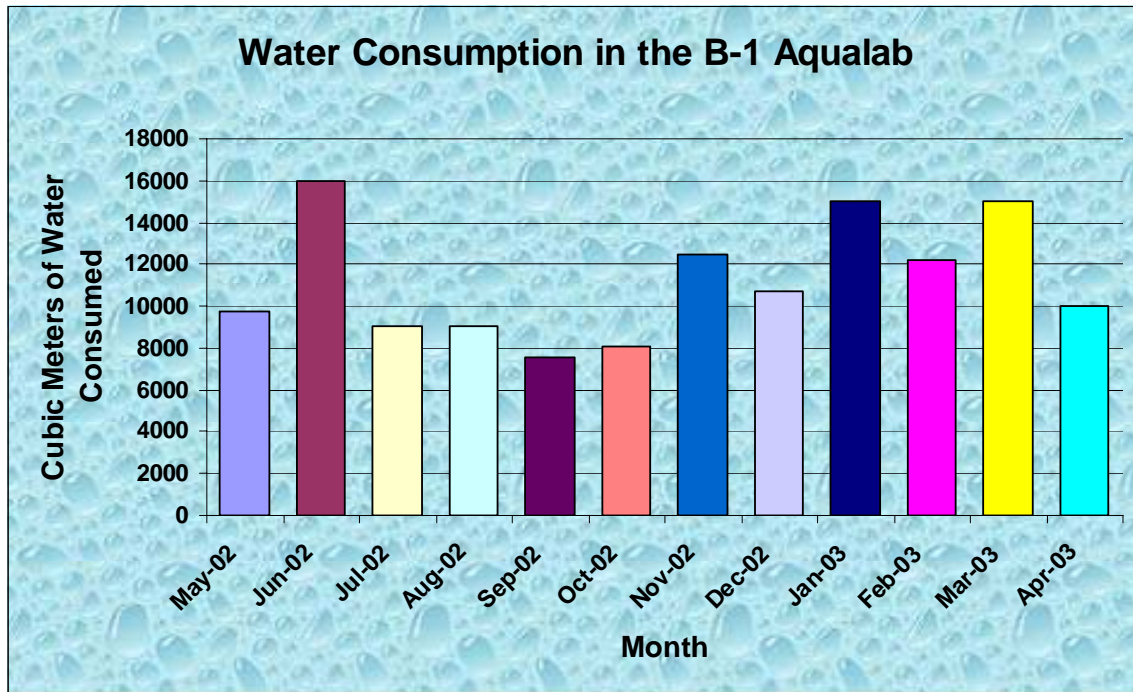 Water Consumption in the B-1 Aqualab
Cubic Meters of Water
Consumed
18000
16000
14000
12000
10000
8000
6000
4000
2000
0
May-02
Jun-02
Jul-02
Aug-02
Sep-02
Oct-02
Nov-02
Dec-02
Jan-03
Feb-03
Mar-03
Apr-03
Month